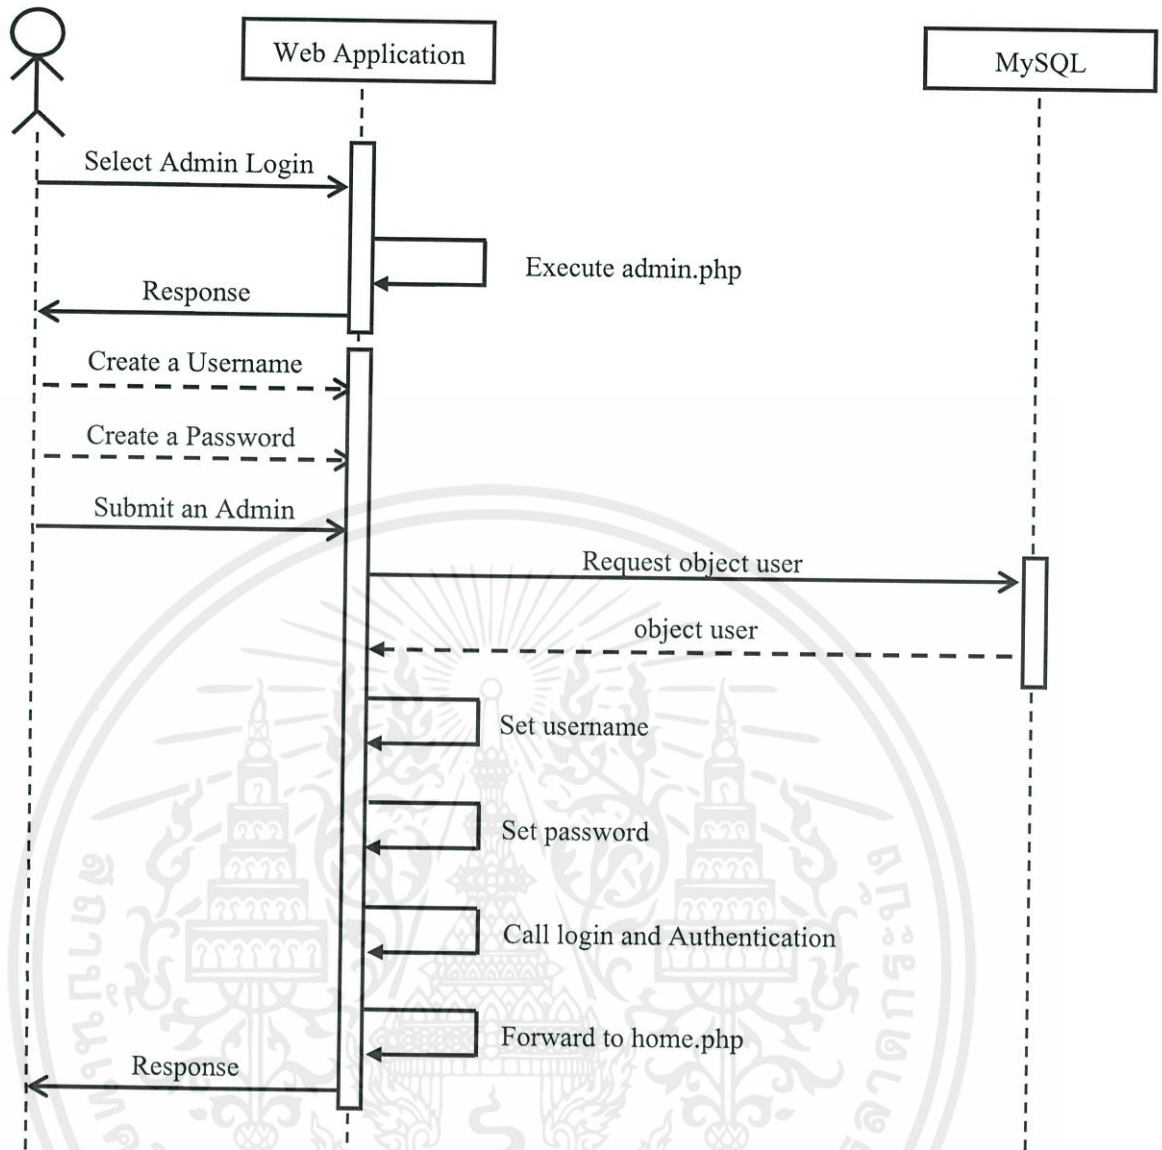 Web Application
MySQL
Select Admin Login
Execute admin.php
Response
Create a Username
Create a Password
Submit an Admin
Request object user
object user
Set username
Set password
Call login and Authentication
Forward to home.php
Response